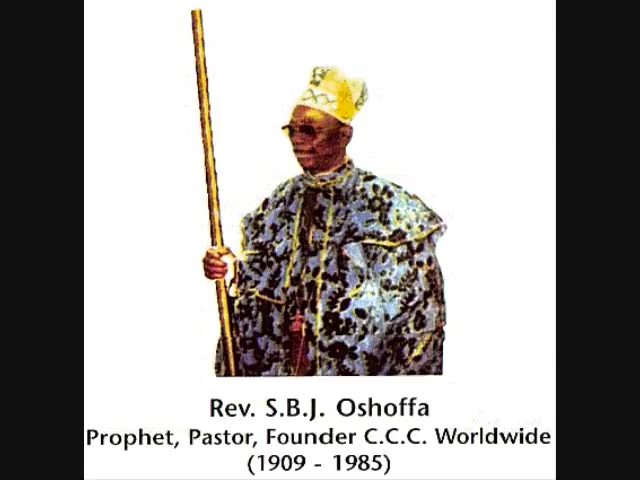 Rev. S.B.J. Oshoffa
Prophet, Pastor, Founder C.C.C. Worldwide
(1909 - 1985)